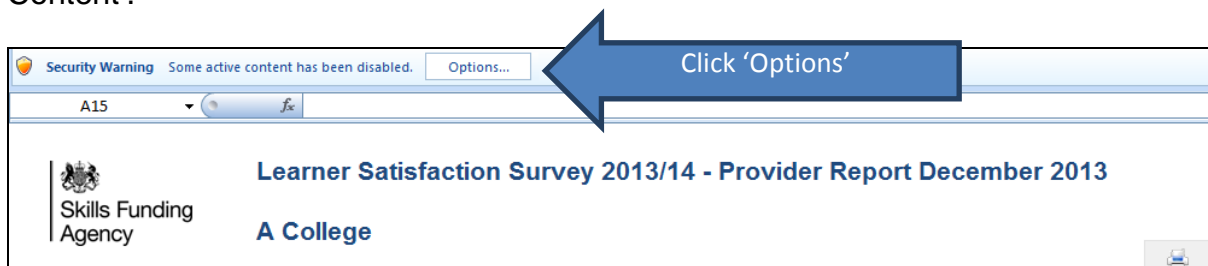 Content'.
Security Warning Some active content has been disabled. Options...
Click 'Options'
A15 fx
Learner Satisfaction Survey 2013/14 - Provider Report December 2013
Skills Funding
Agency
A College